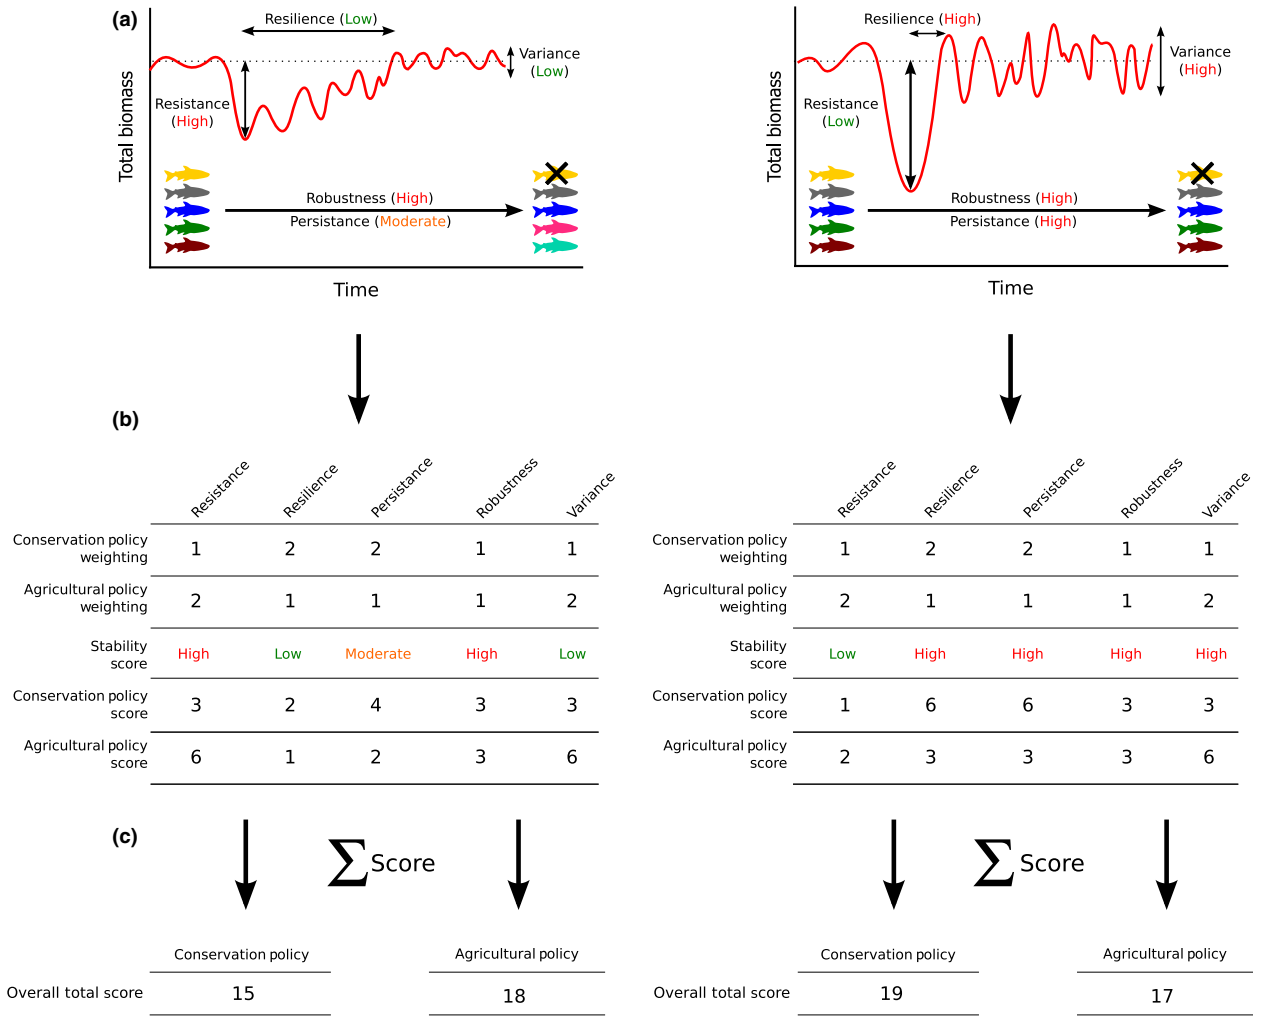 (a)
Resilience (Low)
Variance
(Low)
Resistance
(High)
Total biomass
Robustness (High)
Persistance (Moderate)
Time
Resilience (High)
Variance
(High)
Resistance
(Low)
Total biomass
Robustness (High)
Persistance (High)
Time
(b)
Resistance Resilience Persistance Robustness Variance
Conservation policy
weighting 1 2 2 1 1
Agricultural policy
weighting 2 1 1 1 2
Stability
score High Low Moderate High Low
Conservation policy
score 3 2 4 3 3
Agricultural policy
score 6 1 2 3 6
Resistance Resilience Persistance Robustness Variance
Conservation policy
weighting 1 2 2 1 1
Agricultural policy
weighting 2 1 1 1 2
Stability
score Low High High High High
Conservation policy
score 1 6 6 3 3
Agricultural policy
score 2 3 3 3 6
(c)
∑ Score
Conservation policy Agricultural policy
Overall total score 15 18
∑ Score
Conservation policy Agricultural policy
Overall total score 19 17